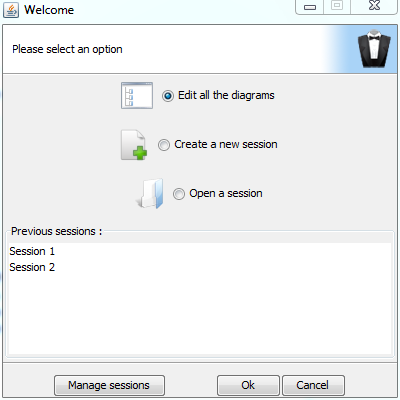 Welcome
Please select an option
Edit all the diagrams
Create a new session
Open a session
Previous sessions :
Session 1
Session 2
Manage sessions
Ok
Cancel